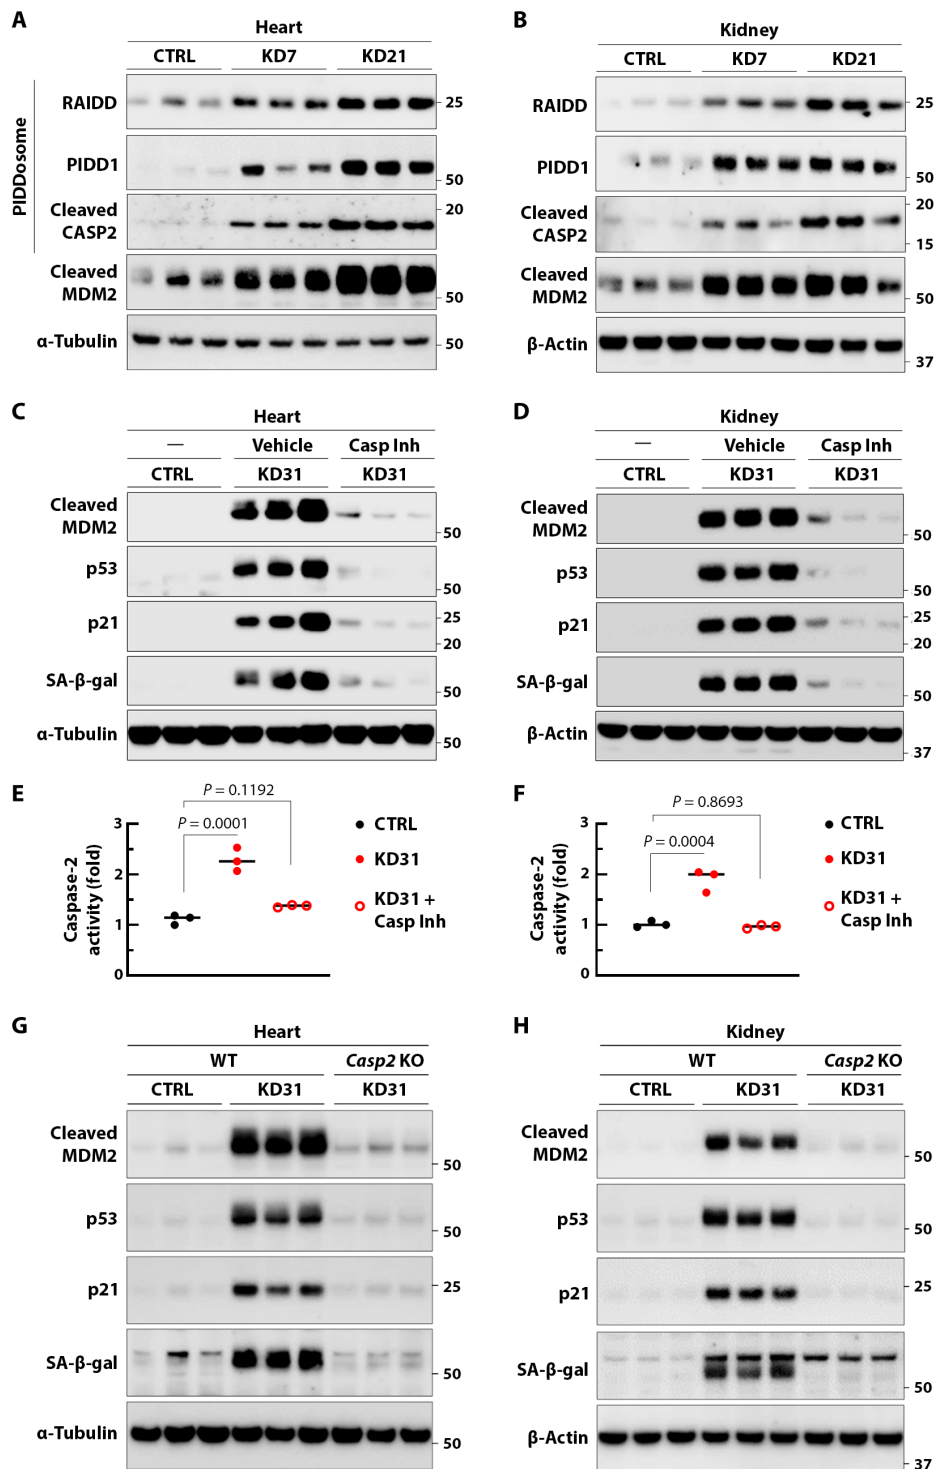 A
Heart
CTRL KD7 KD21
PIDDosome
RAIDD 25
PIDD1 50
Cleaved CASP2 20
Cleaved MDM2 50
α-Tubulin 50
B
Kidney
CTRL KD7 KD21
RAIDD 25
PIDD1 50
Cleaved CASP2 20 15
Cleaved MDM2 50
β-Actin 37
C
Heart
— Vehicle Casp Inh
CTRL KD31 KD31
Cleaved MDM2 50
p53 50
p21 25 20
SA-β-gal 50
α-Tubulin 50
D
Kidney
— Vehicle Casp Inh
CTRL KD31 KD31
Cleaved MDM2 50
p53 50
p21 25 20
SA-β-gal 50
β-Actin 37
E
P = 0.1192
P = 0.0001
Caspase-2 activity (fold)
3
2
1
0
CTRL
KD31
KD31 + Casp Inh
F
P = 0.8693
P = 0.0004
Caspase-2 activity (fold)
3
2
1
0
CTRL
KD31
KD31 + Casp Inh
G
Heart
WT Casp2 KO
CTRL KD31 KD31
Cleaved MDM2 50
p53 50
p21 25
SA-β-gal 50
α-Tubulin 50
H
Kidney
WT Casp2 KO
CTRL KD31 KD31
Cleaved MDM2 50
p53 50
p21 25
SA-β-gal 50
β-Actin 37